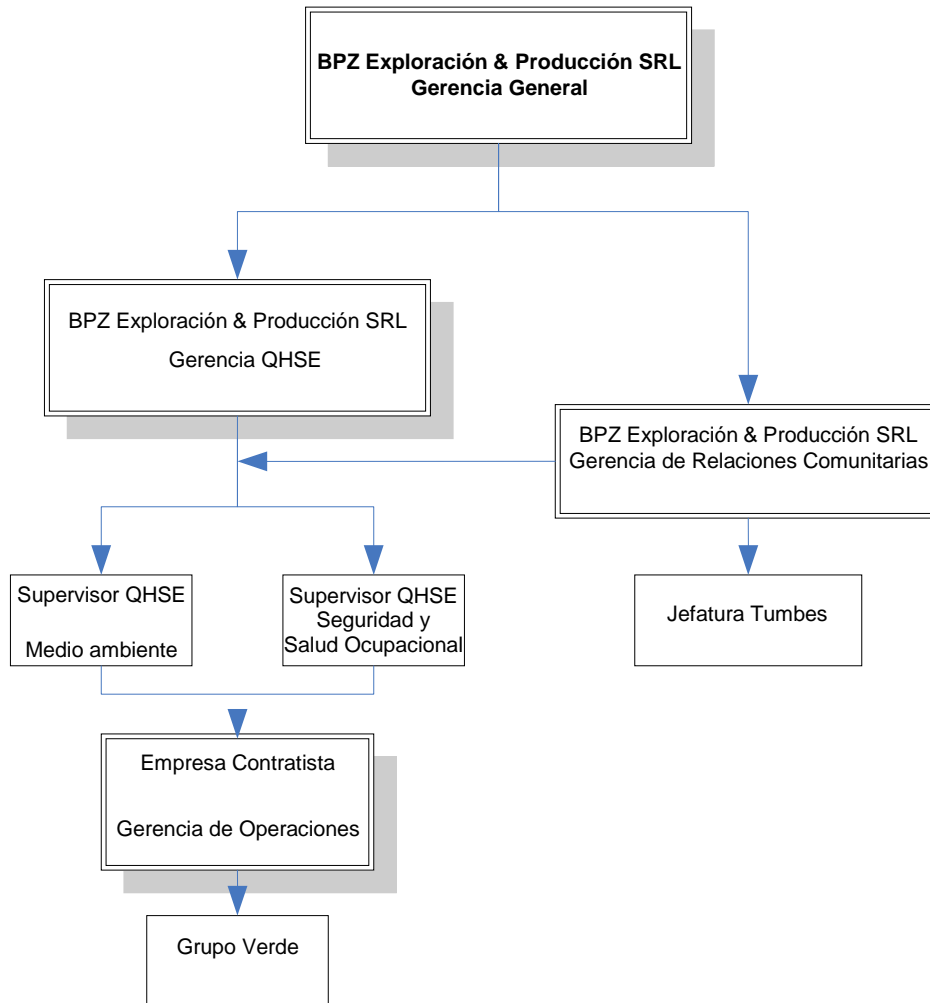 BPZ Exploración & Producción SRL
Gerencia General
BPZ Exploración & Producción SRL
Gerencia QHSE
BPZ Exploración & Producción SRL
Gerencia de Relaciones Comunitarias
Supervisor QHSE
Medio ambiente
Supervisor QHSE
Seguridad y
Salud Ocupacional
Jefatura Tumbes
Empresa Contratista
Gerencia de Operaciones
Grupo Verde